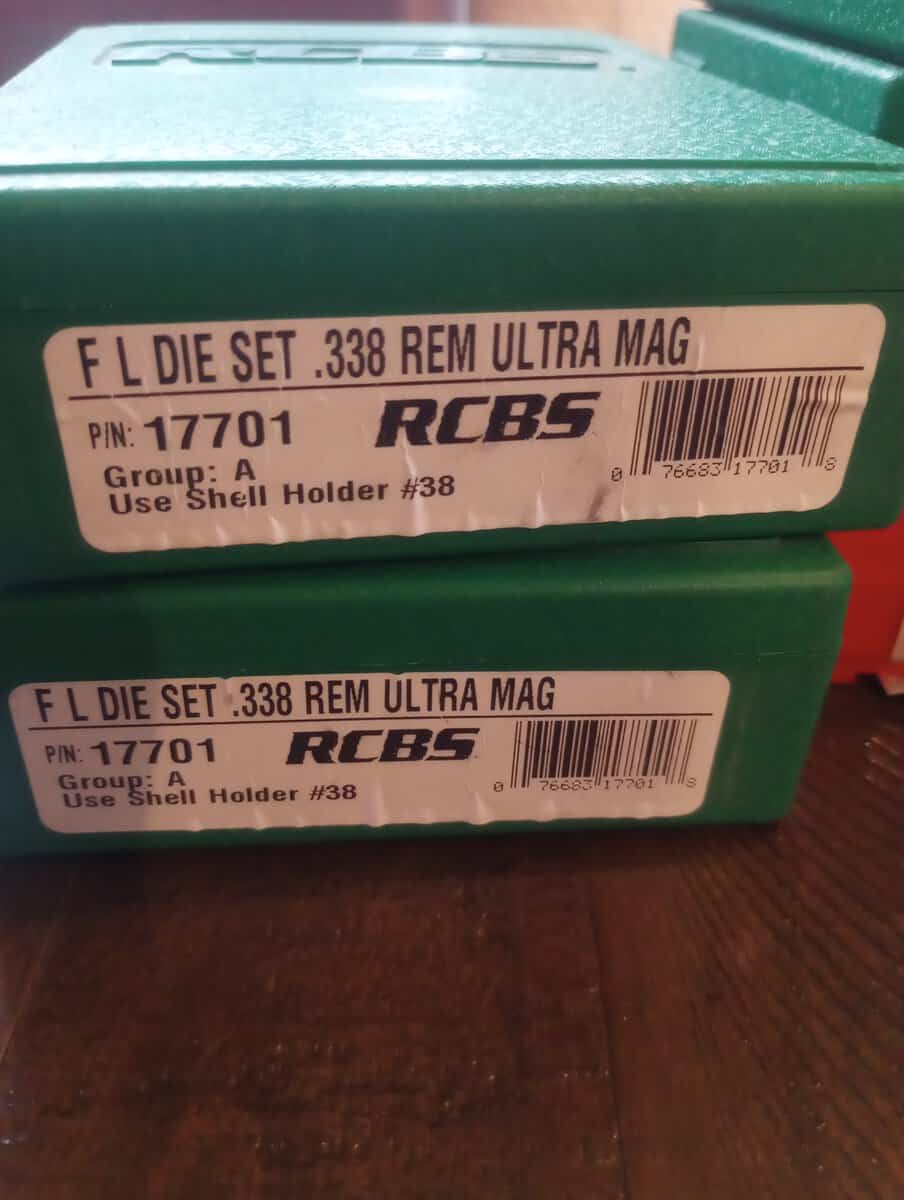 RCBS
F L DIE SET .338 REM ULTRA MAG
P/N: 17701 RCBS
Group: A
Use Shell Holder #38
0 76683 17701 8
F L DIE SET .338 REM ULTRA MAG
P/N: 17701 RCBS
Group: A
Use Shell Holder #38
0 76683 17701 8